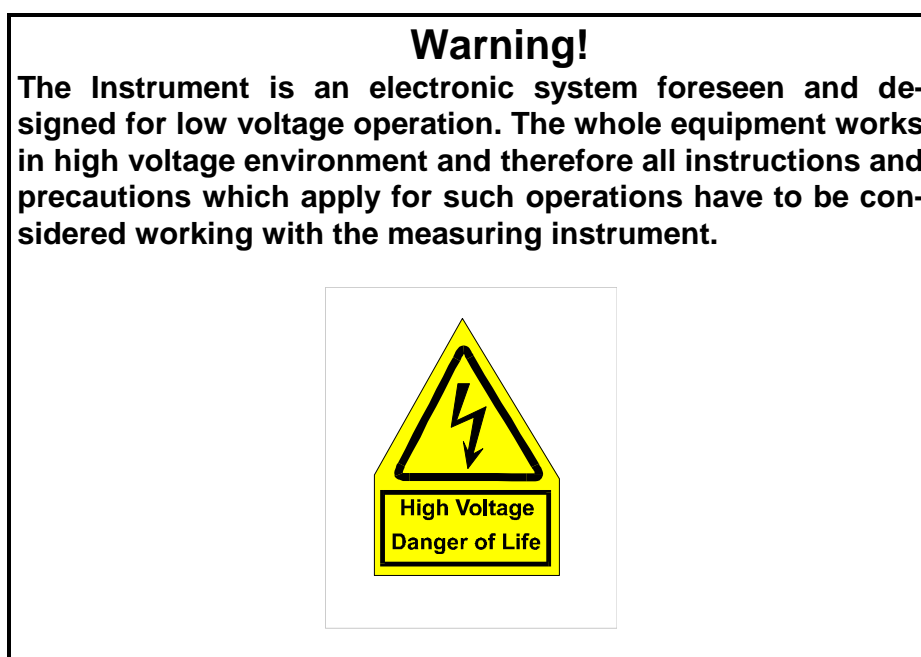 Warning!
The Instrument is an electronic system foreseen and de-
signed for low voltage operation. The whole equipment works
in high voltage environment and therefore all instructions and
precautions which apply for such operations have to be con-
sidered working with the measuring instrument.
High Voltage
Danger of Life